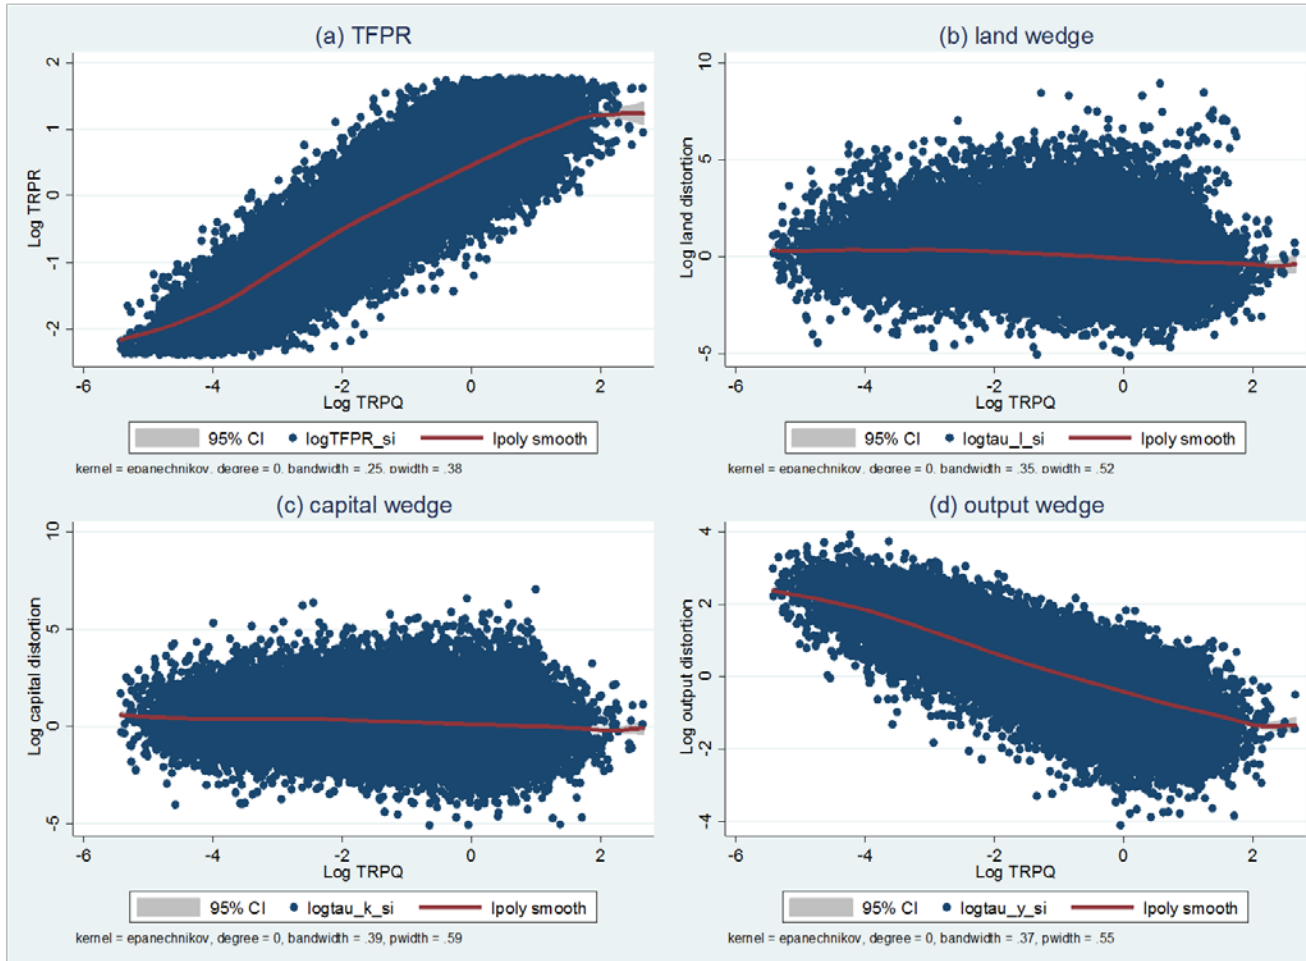 (a) TFPR
2
1
0
-1
-2
Log TRPR
-6
-4
-2
0
2
Log TRPQ
95% CI logTFPR_si lpoly smooth
kernel = epanechnikov, degree = 0, bandwidth = .25, pwidth = .38
(b) land wedge
10
5
0
-5
Log land distortion
-6
-4
-2
0
2
Log TRPQ
95% CI logtau_l_si lpoly smooth
kernel = epanechnikov, degree = 0, bandwidth = .35, pwidth = .52
(c) capital wedge
10
5
0
-5
Log capital distortion
-6
-4
-2
0
2
Log TRPQ
95% CI logtau_k_si lpoly smooth
kernel = epanechnikov, degree = 0, bandwidth = .39, pwidth = .59
(d) output wedge
4
2
0
-2
-4
Log output distortion
-6
-4
-2
0
2
Log TRPQ
95% CI logtau_y_si lpoly smooth
kernel = epanechnikov, degree = 0, bandwidth = .37, pwidth = .55